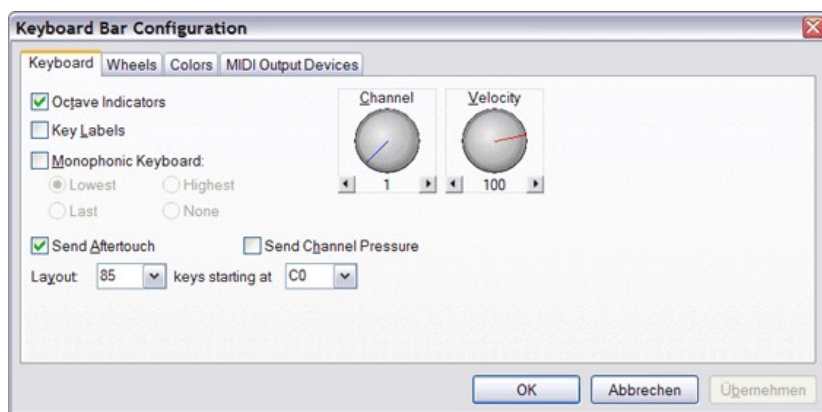 Keyboard Bar Configuration
Keyboard Wheels Colors MIDI Output Devices
Octave Indicators
Key Labels
Monophonic Keyboard:
Lowest Highest
Last None
Channel Velocity
1 100
Send Aftertouch Send Channel Pressure
Layout: 85 keys starting at C0
OK Abbrechen Übernehmen